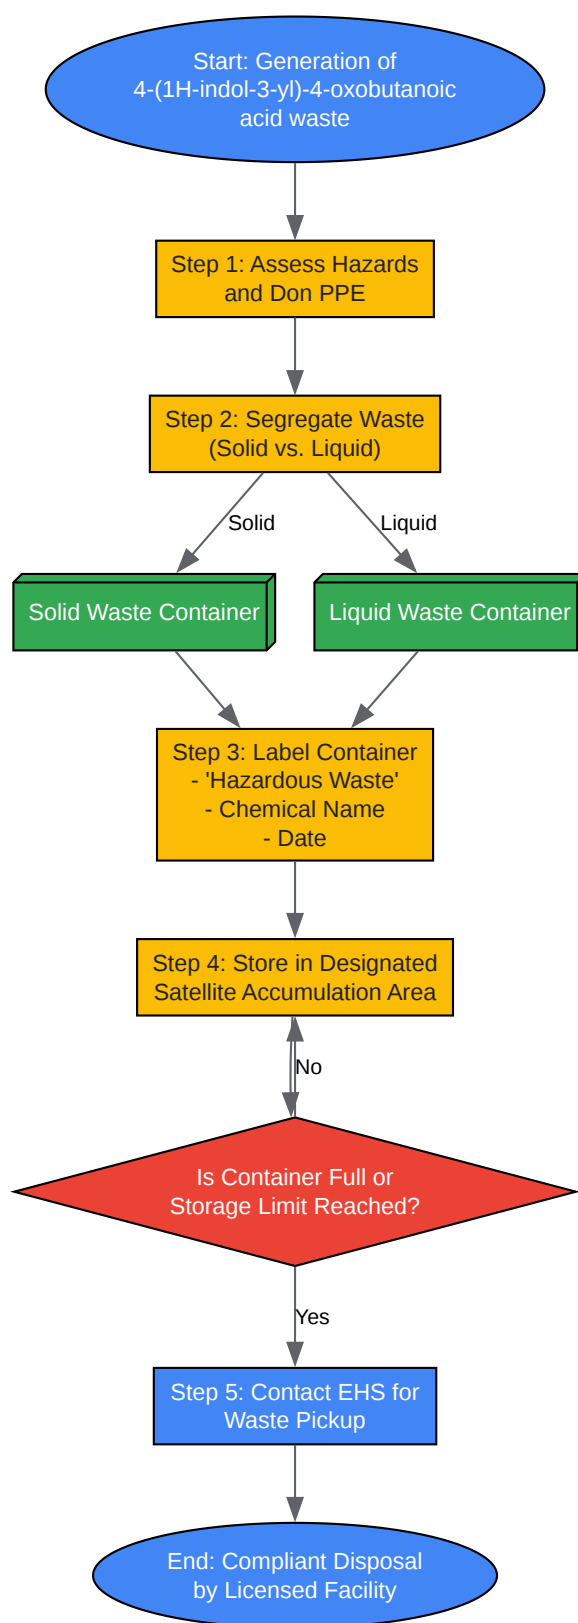 Start: Generation of
4-(1H-indol-3-yl)-4-oxobutanoic
acid waste
Step 1: Assess Hazards
and Don PPE
Step 2: Segregate Waste
(Solid vs. Liquid)
Solid
Liquid
Solid Waste Container
Liquid Waste Container
Step 3: Label Container
- 'Hazardous Waste'
- Chemical Name
- Date
Step 4: Store in Designated
Satellite Accumulation Area
No
Is Container Full or
Storage Limit Reached?
Yes
Step 5: Contact EHS for
Waste Pickup
End: Compliant Disposal
by Licensed Facility